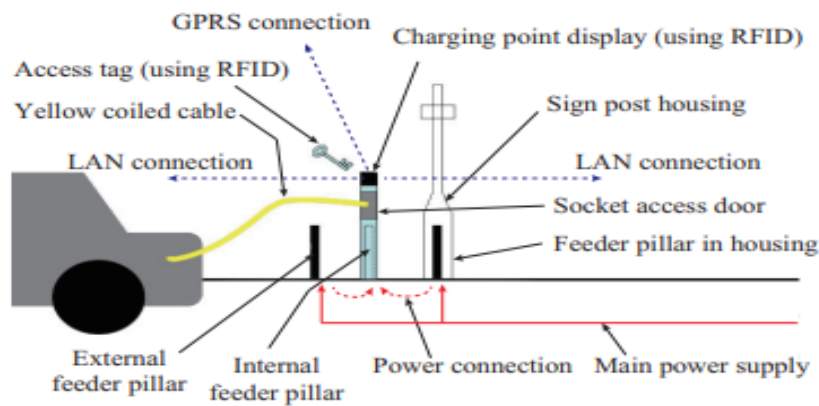 GPRS connection
Charging point display (using RFID)
Access tag (using RFID)
Yellow coiled cable
Sign post housing
LAN connection
LAN connection
Socket access door
Feeder pillar in housing
External
feeder pillar
Internal
feeder pillar
Power connection
Main power supply